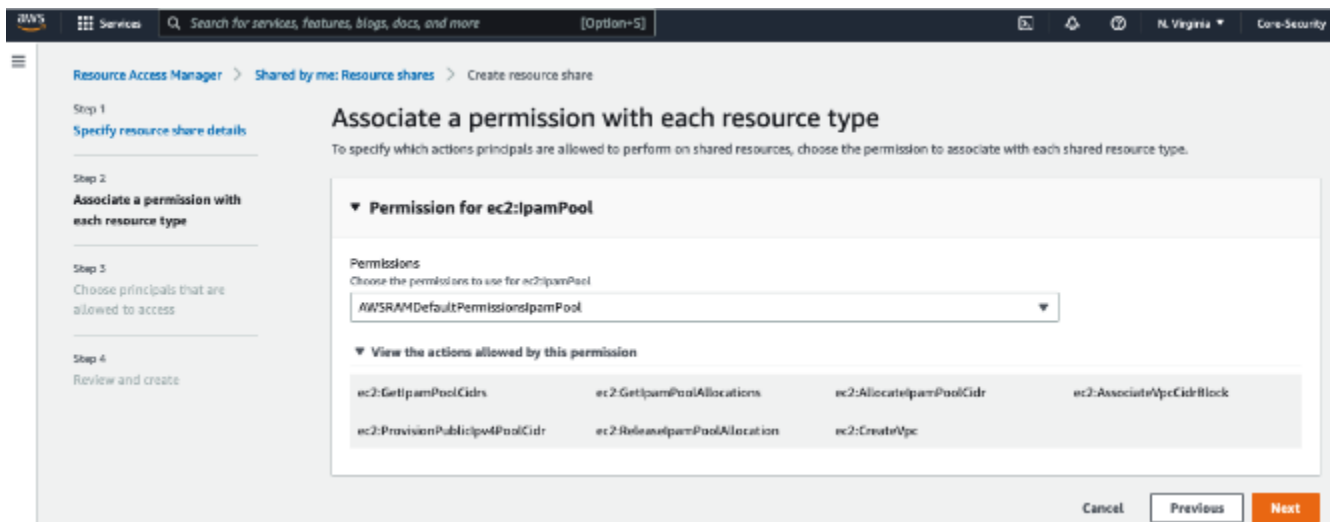 aws
Services
Search for services, features, blogs, docs, and more
[Option+S]
N. Virginia
Core-Security
Resource Access Manager > Shared by me: Resource shares > Create resource share
Step 1
Specify resource share details
Step 2
Associate a permission with
each resource type
Step 3
Choose principals that are
allowed to access
Step 4
Review and create
Associate a permission with each resource type
To specify which actions principals are allowed to perform on shared resources, choose the permission to associate with each shared resource type.
Permission for ec2:IpamPool
Permissions
Choose the permissions to use for ec2:IpamPool
AWSRAMDefaultPermissionsIpamPool
View the actions allowed by this permission
ec2:GetIpamPoolCidrs ec2:GetIpamPoolAllocations ec2:AllocateIpamPoolCidr ec2:AssociateVpcCidrBlock
ec2:ProvisionPublicIpv4PoolCidr ec2:ReleaseIpamPoolAllocation ec2:CreateVpc
Cancel Previous Next